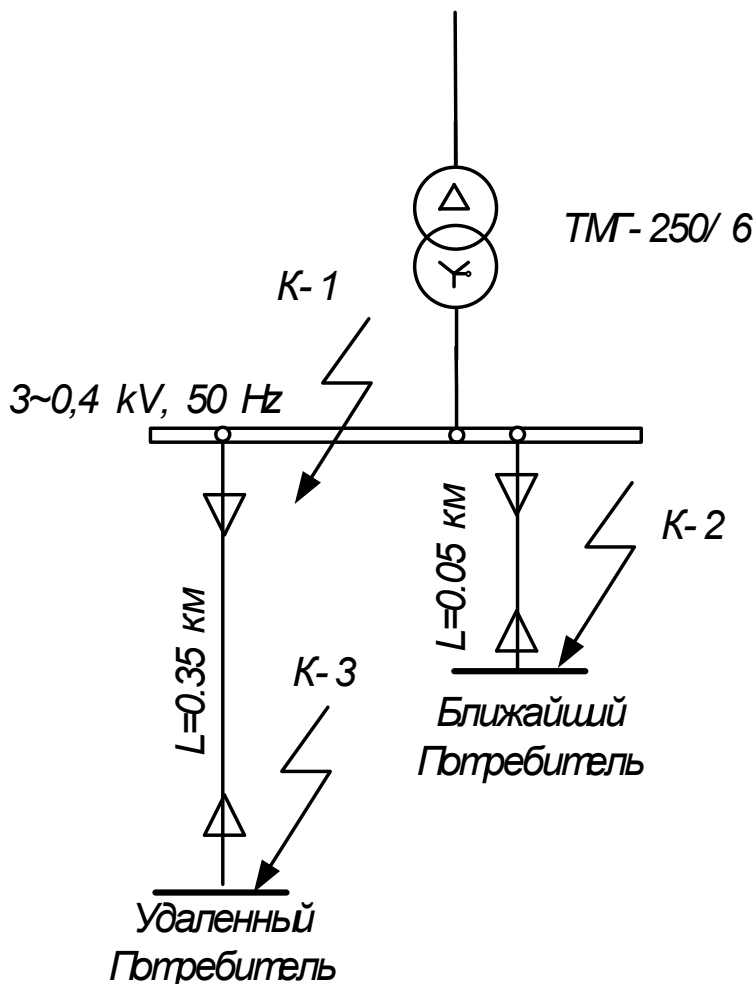 ТМГ- 250/ 6
К- 1
3~0,4 kV, 50 Hz
К- 2
L=0.05 км
L=0.35 км
К- 3
Ближайший
Потребитель
Удаленный
Потребитель